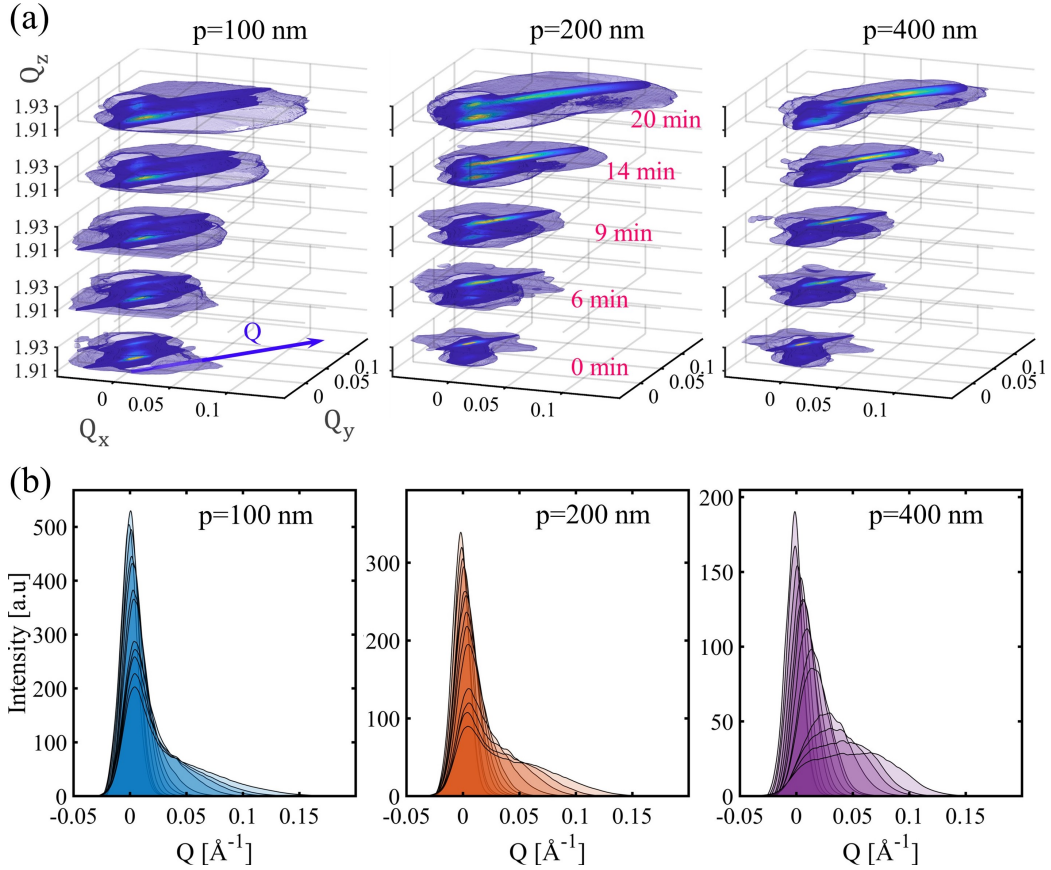 (a)
p=100 nm
p=200 nm
p=400 nm
Qz
1.93
1.91
20 min
1.93
1.91
14 min
1.93
1.91
9 min
1.93
1.91
6 min
1.93
1.91
Q
0 min
0 0.05 0.1
0 0.05 0.1
Qx
Qy
0 0.05 0.1
0 0.05 0.1
0 0.05 0.1
0 0.05 0.1
(b)
p=100 nm
500
400
300
200
100
0
Intensity [a.u]
-0.05 0 0.05 0.1 0.15
Q [Å⁻¹]
p=200 nm
300
200
100
0
-0.05 0 0.05 0.1 0.15
Q [Å⁻¹]
p=400 nm
200
150
100
50
0
-0.05 0 0.05 0.1 0.15
Q [Å⁻¹]